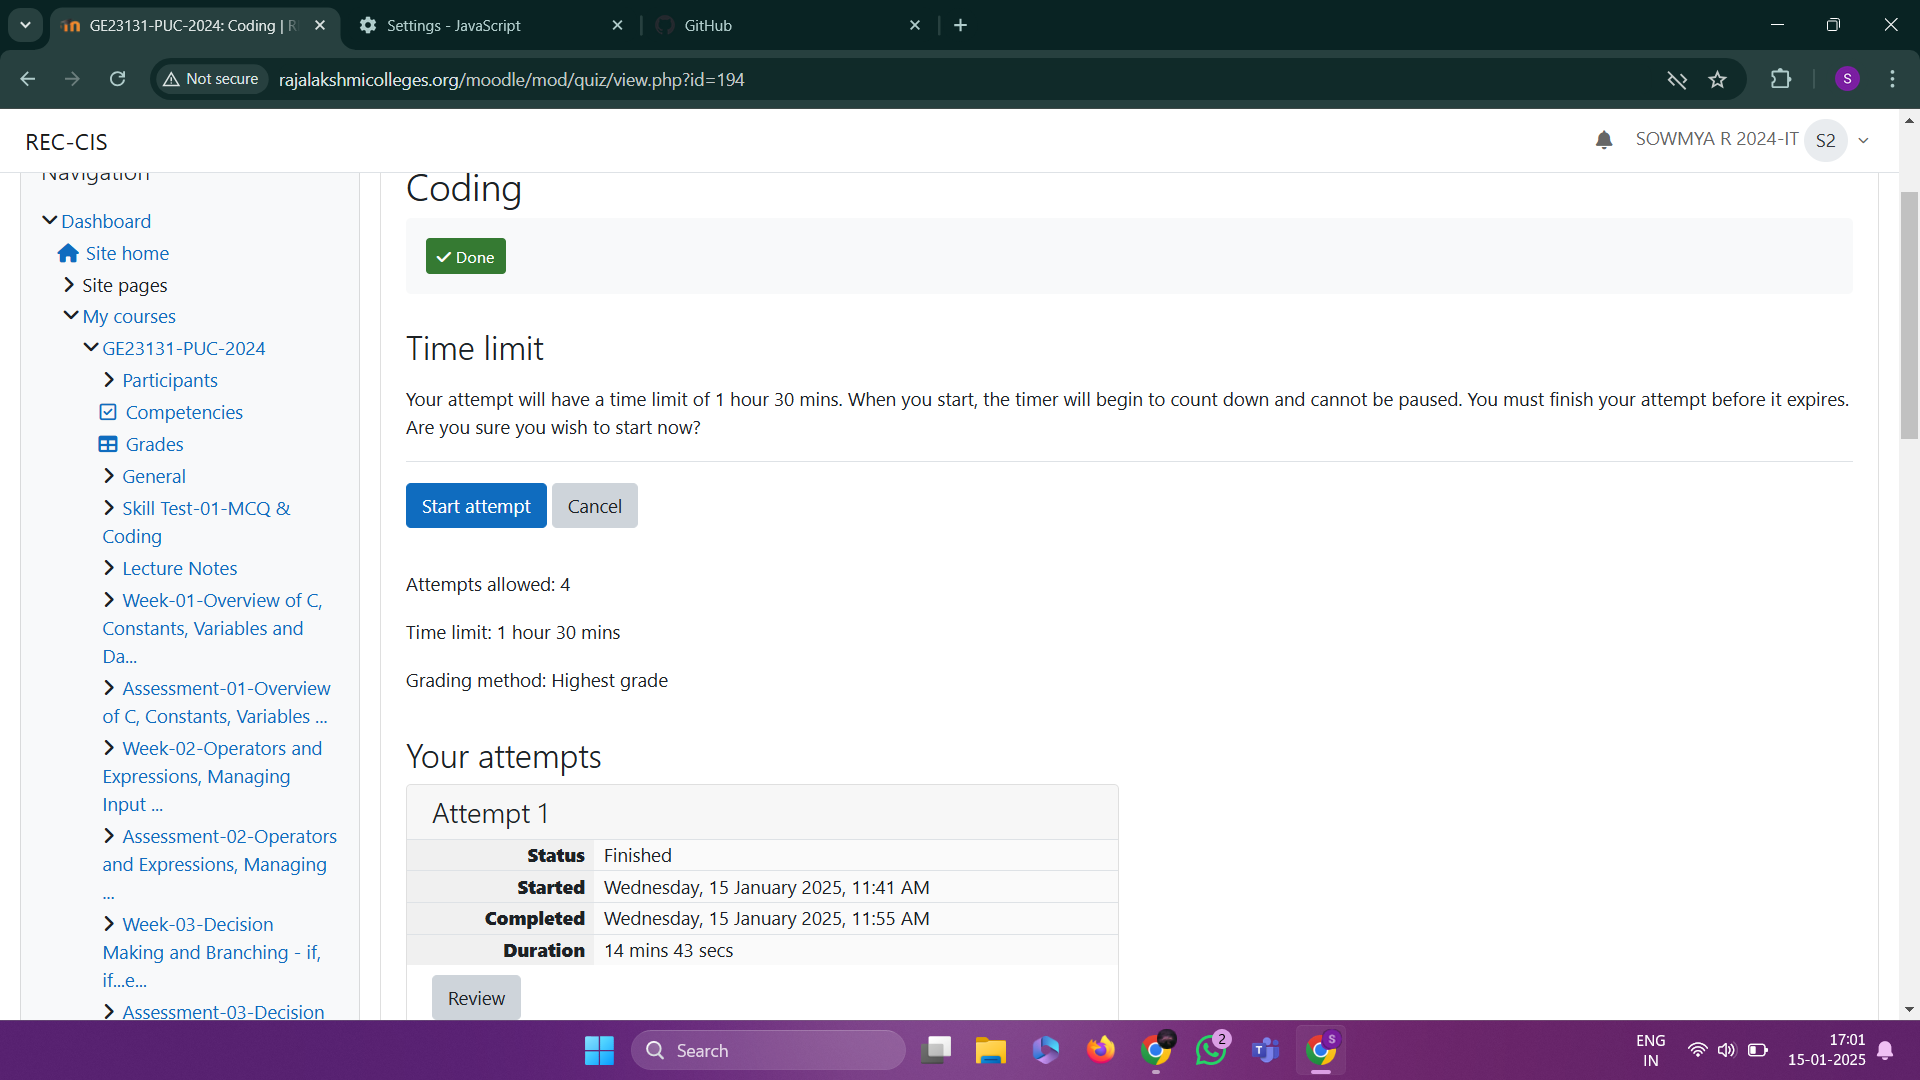 GE23131-PUC-2024: Coding | R
Settings - JavaScript
GitHub
Not secure
rajalakshmicolleges.org/moodle/mod/quiz/view.php?id=194
S
REC-CIS
SOWMYA R 2024-IT
S2
Navigation
Dashboard
Site home
Site pages
My courses
GE23131-PUC-2024
Participants
Competencies
Grades
General
Skill Test-01-MCQ &
Coding
Lecture Notes
Week-01-Overview of C,
Constants, Variables and
Da...
Assessment-01-Overview
of C, Constants, Variables ...
Week-02-Operators and
Expressions, Managing
Input ...
Assessment-02-Operators
and Expressions, Managing
...
Week-03-Decision
Making and Branching - if,
if...e...
Assessment-03-Decision
Coding
Done
Time limit
Your attempt will have a time limit of 1 hour 30 mins. When you start, the timer will begin to count down and cannot be paused. You must finish your attempt before it expires.
Are you sure you wish to start now?
Start attempt
Cancel
Attempts allowed: 4
Time limit: 1 hour 30 mins
Grading method: Highest grade
Your attempts
Attempt 1
Status Finished
Started Wednesday, 15 January 2025, 11:41 AM
Completed Wednesday, 15 January 2025, 11:55 AM
Duration 14 mins 43 secs
Review
Search
2
S
ENG
IN
17:01
15-01-2025